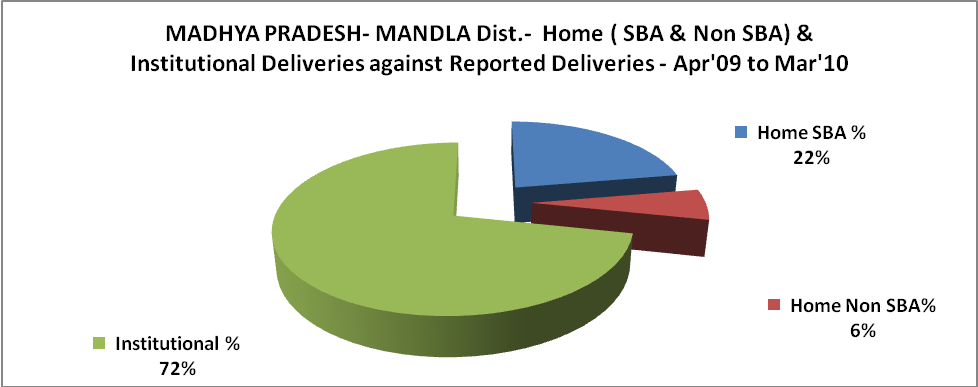 MADHYA PRADESH- MANDLA Dist.- Home ( SBA & Non SBA) &
Institutional Deliveries against Reported Deliveries - Apr'09 to Mar'10
Home SBA %
22%
Home Non SBA%
6%
Institutional %
72%